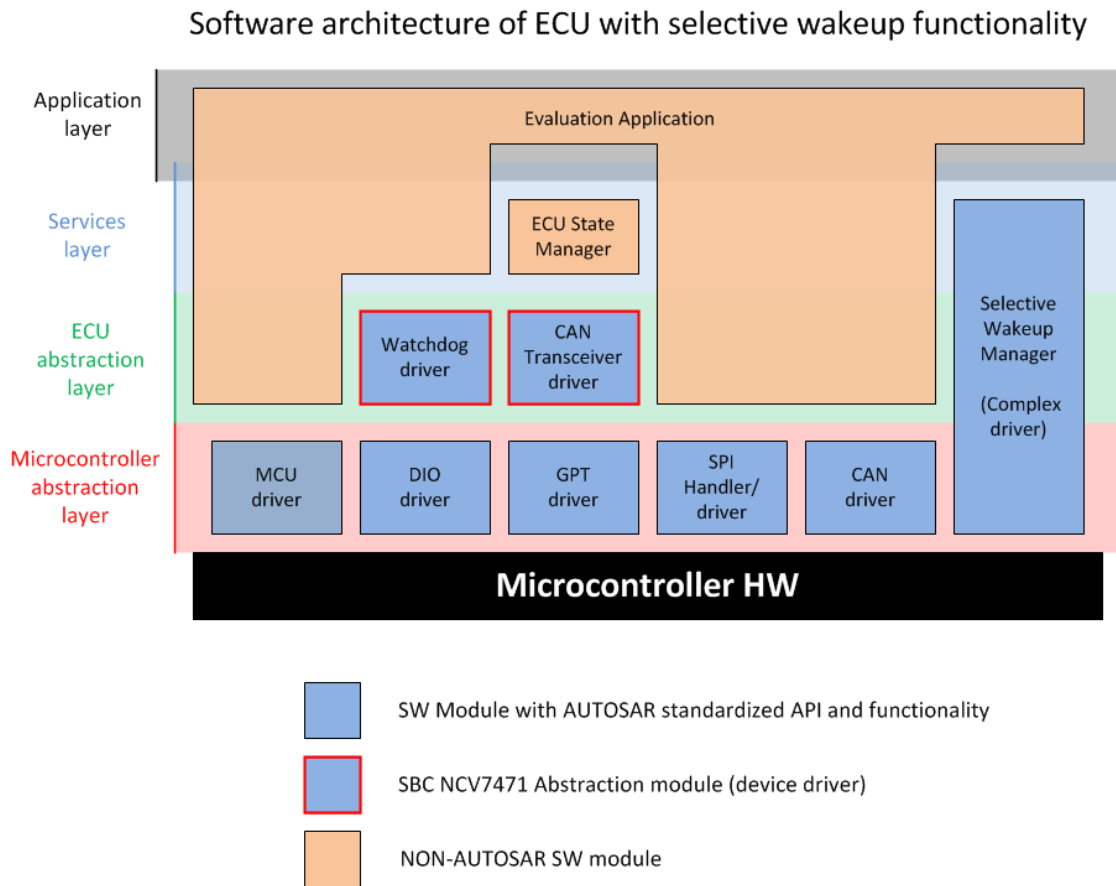 Software architecture of ECU with selective wakeup functionality
Application
layer
Evaluation Application
Services
layer
ECU State
Manager
ECU
abstraction
layer
Watchdog
driver
CAN
Transceiver
driver
Selective
Wakeup
Manager
(Complex
driver)
Microcontroller
abstraction
layer
MCU
driver
DIO
driver
GPT
driver
SPI
Handler/
driver
CAN
driver
Microcontroller HW
SW Module with AUTOSAR standardized API and functionality
SBC NCV7471 Abstraction module (device driver)
NON-AUTOSAR SW module